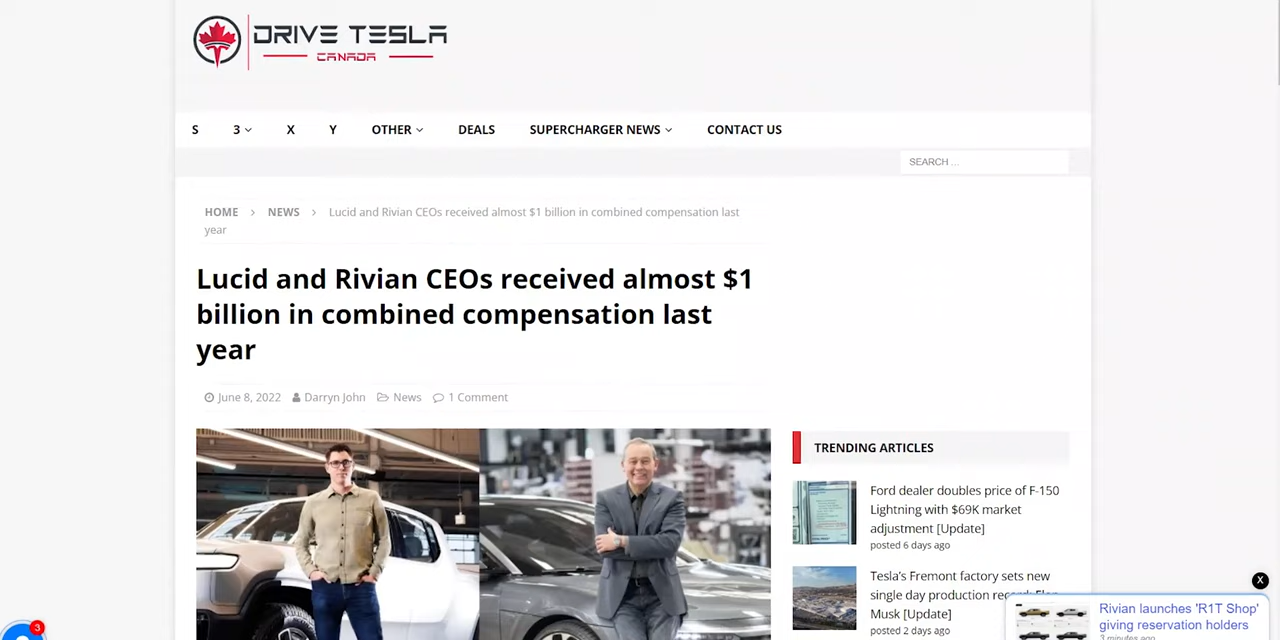 DRIVE TESLA
CANADA
S 3 X Y OTHER DEALS SUPERCHARGER NEWS CONTACT US
SEARCH …
HOME > NEWS > Lucid and Rivian CEOs received almost $1 billion in combined compensation last
year
Lucid and Rivian CEOs received almost $1
billion in combined compensation last
year
June 8, 2022 Darryn John News 1 Comment
TRENDING ARTICLES
Ford dealer doubles price of F-150
Lightning with $69K market
adjustment [Update]
posted 6 days ago
Tesla’s Fremont factory sets new
single day production record: Elon
Musk [Update]
posted 2 days ago
X
Rivian launches 'R1T Shop'
giving reservation holders
3 minutes ago
3